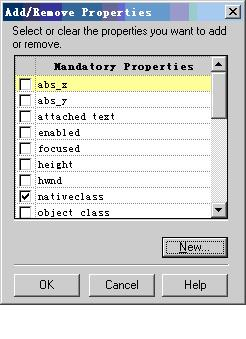 Add/Remove Properties
Select or clear the properties you want to add
or remove.
Mandatory Properties
abs_x
abs_y
attached text
enabled
focused
height
hwnd
nativeclass
object class
New...
OK
Cancel
Help